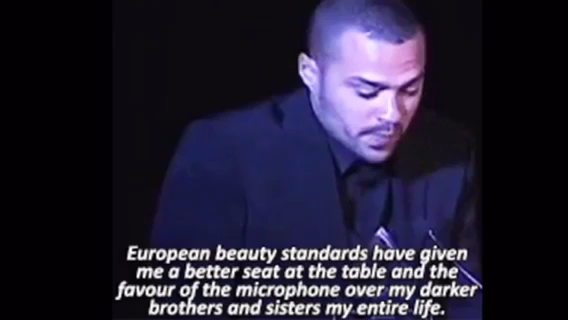 European beauty standards have given
me a better seat at the table and the
favour of the microphone over my darker
brothers and sisters my entire life.